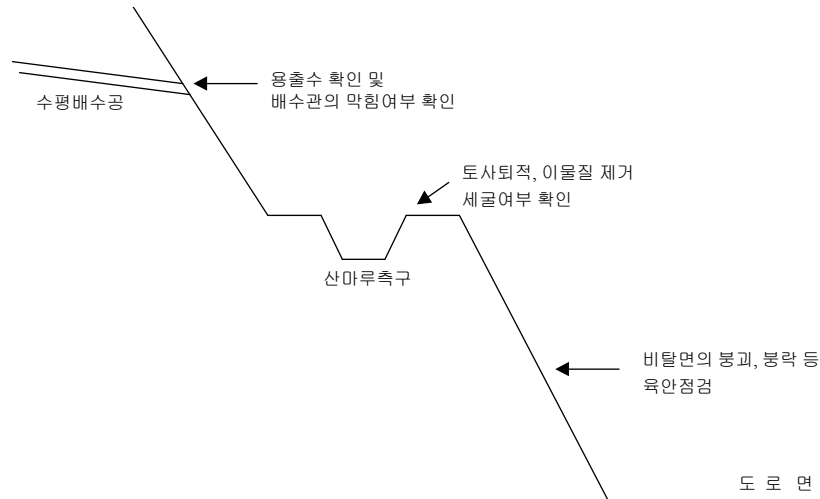 용출수 확인 및
배수관의 막힘여부 확인
수평배수공
토사퇴적, 이물질 제거
세굴여부 확인
산마루측구
비탈면의 붕괴, 붕락 등
육안점검
도 로 면